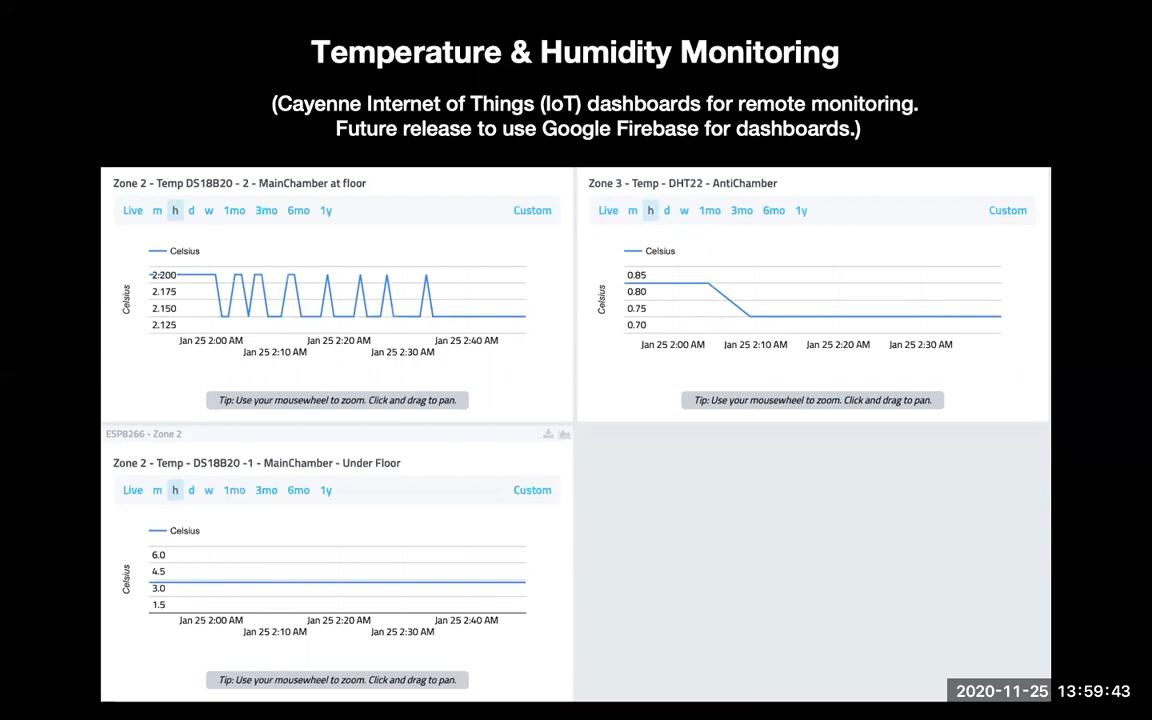 Temperature & Humidity Monitoring
(Cayenne Internet of Things (IoT) dashboards for remote monitoring.
Future release to use Google Firebase for dashboards.)
Zone 2 - Temp DS18B20 - 2 - MainChamber at floor
Live m h d w 1mo 3mo 6mo 1y Custom
Celsius
Celsius
2.200
2.175
2.150
2.125
Jan 25 2:00 AM Jan 25 2:20 AM Jan 25 2:40 AM
Jan 25 2:10 AM Jan 25 2:30 AM
Tip: Use your mousewheel to zoom. Click and drag to pan.
Zone 3 - Temp - DHT22 - AntiChamber
Live m h d w 1mo 3mo 6mo 1y Custom
Celsius
Celsius
0.85
0.80
0.75
0.70
Jan 25 2:00 AM Jan 25 2:10 AM Jan 25 2:20 AM Jan 25 2:30 AM
Tip: Use your mousewheel to zoom. Click and drag to pan.
ESP8266 - Zone 2
Zone 2 - Temp - DS18B20 -1 - MainChamber - Under Floor
Live m h d w 1mo 3mo 6mo 1y Custom
Celsius
Celsius
6.0
4.5
3.0
1.5
Jan 25 2:00 AM Jan 25 2:20 AM Jan 25 2:40 AM
Jan 25 2:10 AM Jan 25 2:30 AM
Tip: Use your mousewheel to zoom. Click and drag to pan.
2020-11-25 13:59:43